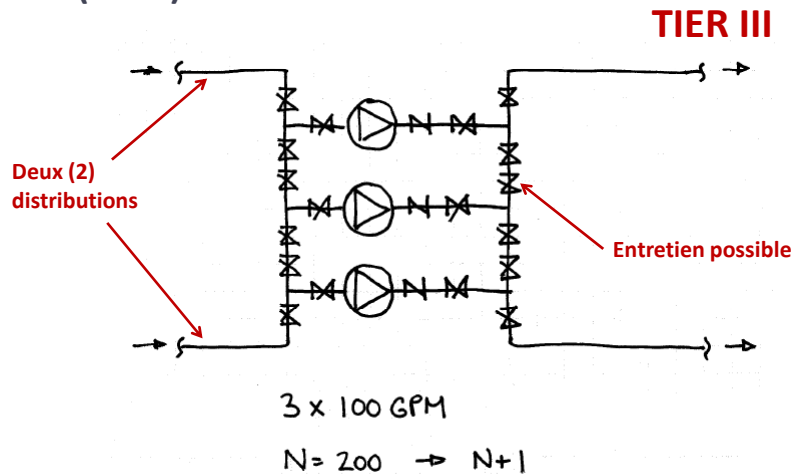 TIER III
Deux (2)
distributions
Entretien possible
3 x 100 GPM
N = 200 → N+1